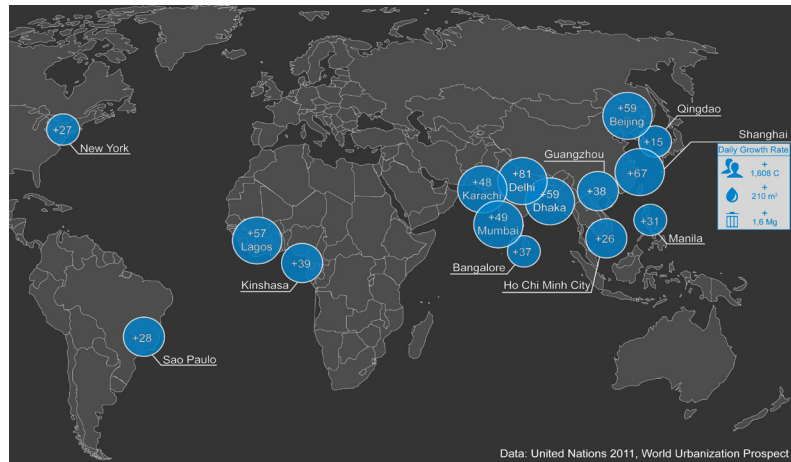 +59
Beijing
Qingdao
+15
Shanghai
+27
New York
Guangzhou
Daily Growth Rate
+
1,608 C
+
210 m³
+
1,6 Mg
+67
+81
Delhi
+48
Karachi
+59
Dhaka
+38
+49
Mumbai
+31
Manila
+57
Lagos
+26
+37
Bangalore
+39
Kinshasa
Ho Chi Minh City
+28
Sao Paulo
Data: United Nations 2011, World Urbanization Prospect